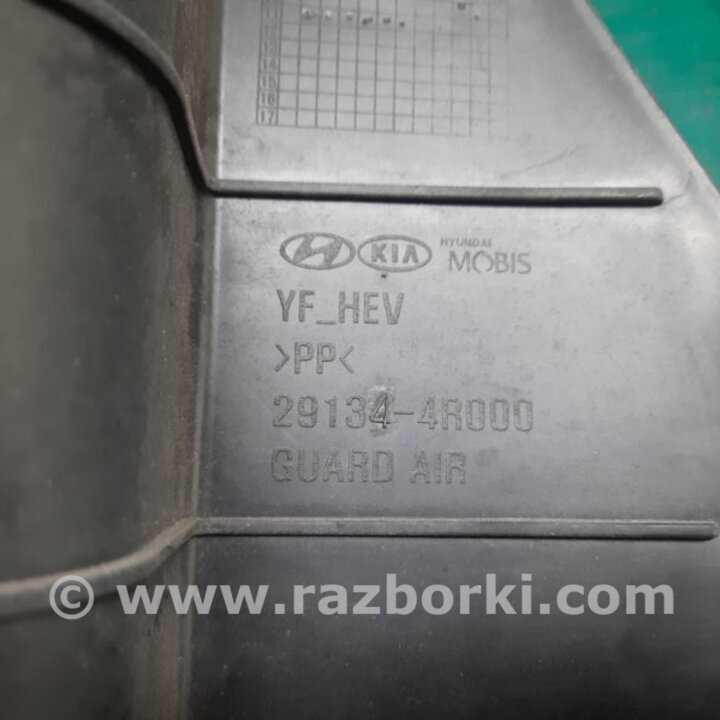 KIA HYUNDAI MOBIS
YF_HEV
>PP<
29134-4R000
GUARD AIR
© www.razborki.com